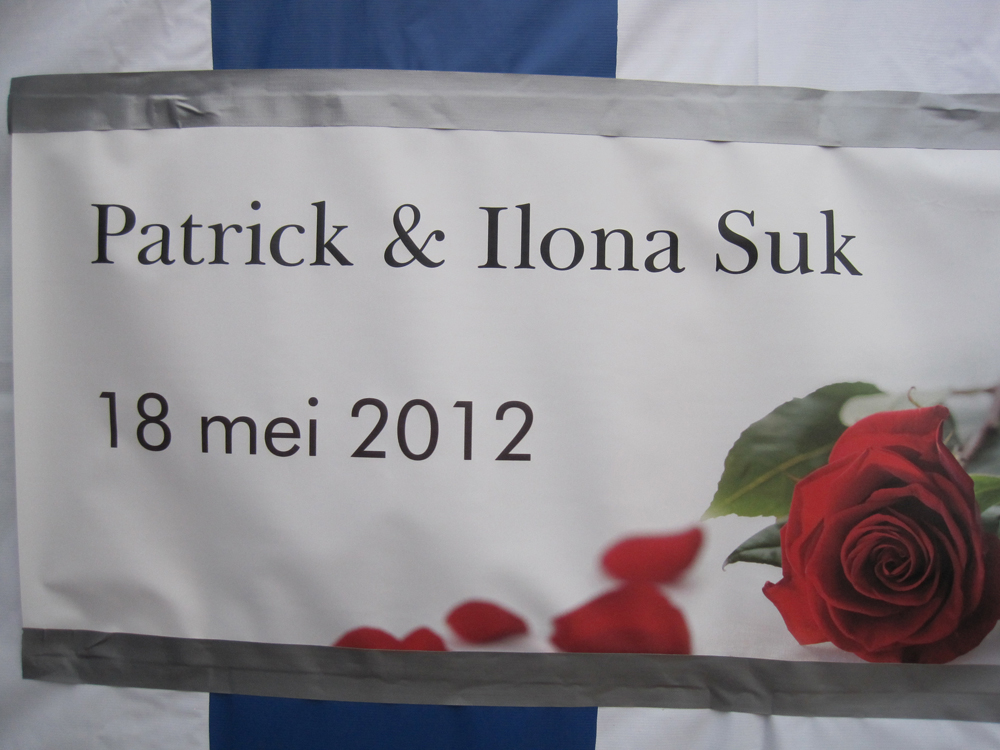 Patrick & Ilona Suk
18 mei 2012